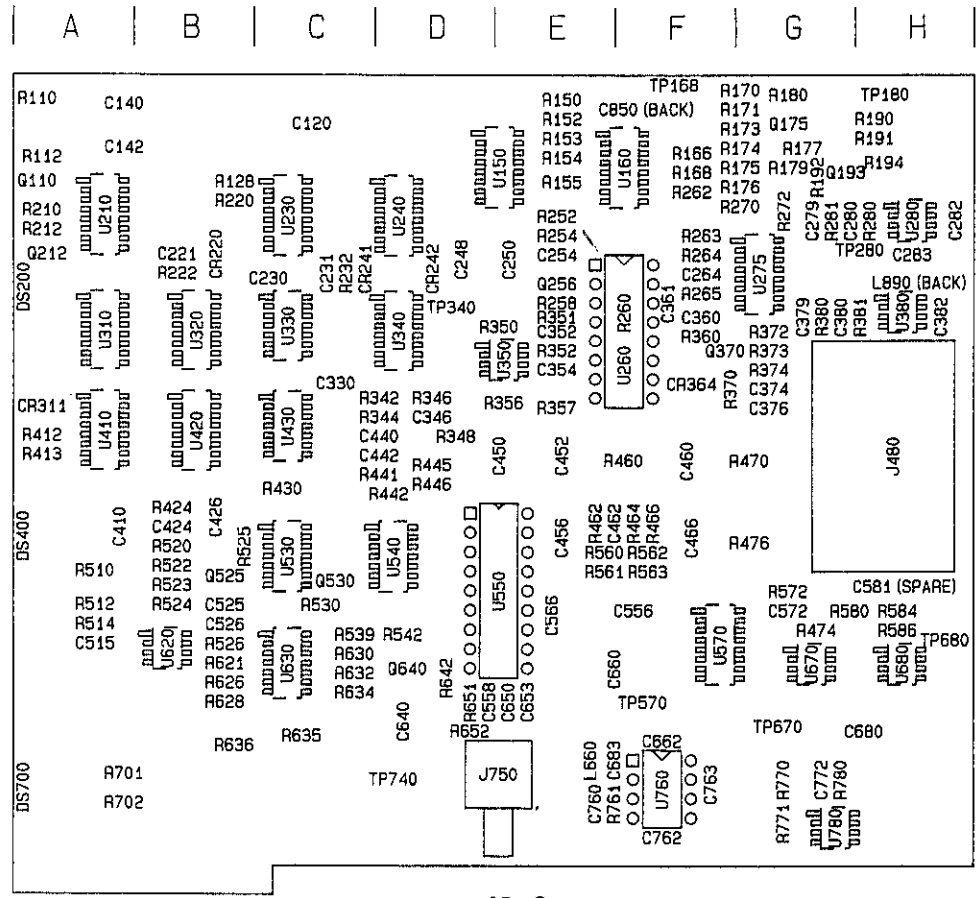 A B C D E F G H
R110 C140 C120 R150 C850 (BACK) TP168 R170 R180 TP180
R152 R171 R190
R153 R173 Q175 R191
C142 U150 U160 R174 R177
R112 R154 R166 R175 R179 R192 Q193 R194
Q110 U210 R128 U230 U240 R155 R168 R176
R210 R220 R262 R270 R272
R212 R252 R263 C279 R281 C280 R280 U280 C282
Q212 C221 CR220 R254 R264 U275 TP280 C283
R222 C231 R232 CR241 CR242 C248 C250 C254 C264
DS200 C230 Q256 R265 L890 (BACK)
U310 U320 U330 U340 TP340 R258 R260 C361 C360 C379 R380 C380 R381 U380 C382
R350 R351 C352 R360 R372
U350 R352 U260 Q370 R373
C330 C354 CR364 R370 R374
CR311 R342 R346 C374
U410 U420 U430 R344 C346 R356 R357 C376
R412 C440 R348
R413 C442 R445 C450 C452 R460 C460 R470 J480
R441 R446
R430 R442
C410 R424 C426 R462 C462 R464 R466
DS400 C424 R525 U530 U540 C456 C466 R476
R520 R560 R562
R510 R522 Q525 Q530 R561 R563
R523 U550 R572 C581 (SPARE)
R512 R524 C525 R530 C566 C556 C572 R580 R584
R514 U620 C526 U630 R539 R542 U570 R474 R586
C515 R526 R630 U670 U680 TP680
R621 R632 Q640 R642 C660
R626 R634 R651 C558 C650 C653
R628 C640 TP570
R636 R635 R652 TP670 C680
DS700 R701 TP740 J750 L660 C683 C662
R702 C760 R761 U760 C763 R770 C772 R780
R771 U780
C762